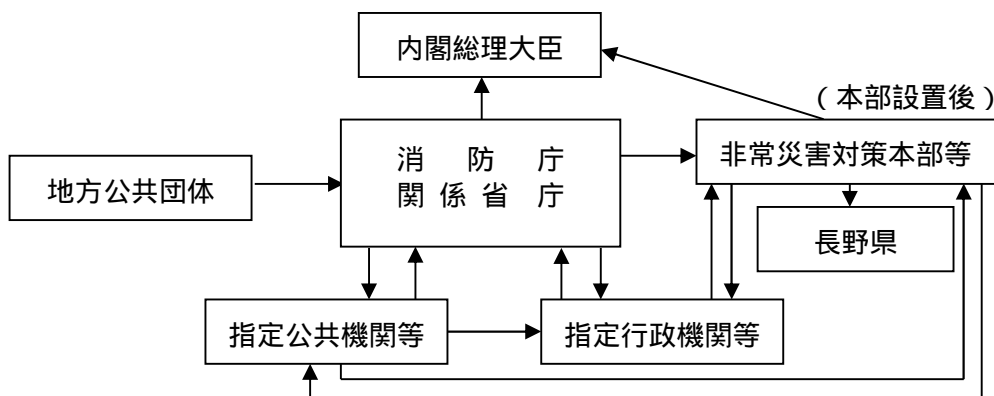 内閣総理大臣
（本部設置後）
消防庁
関係省庁
非常災害対策本部等
地方公共団体
長野県
指定公共機関等
指定行政機関等